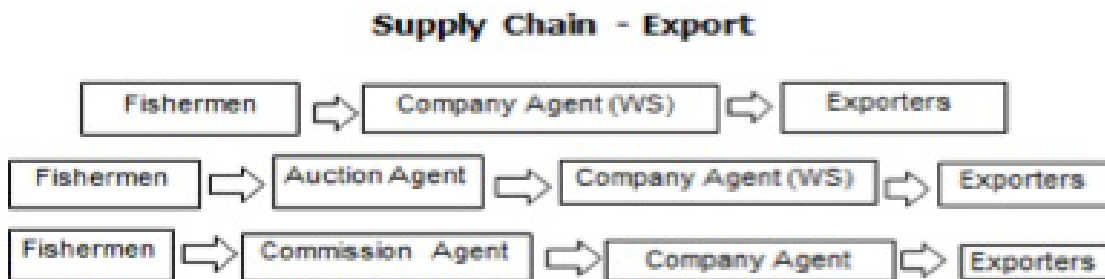 Supply Chain - Export
Fishermen Company Agent (WS) Exporters
Fishermen Auction Agent Company Agent (WS) Exporters
Fishermen Commission Agent Company Agent Exporters